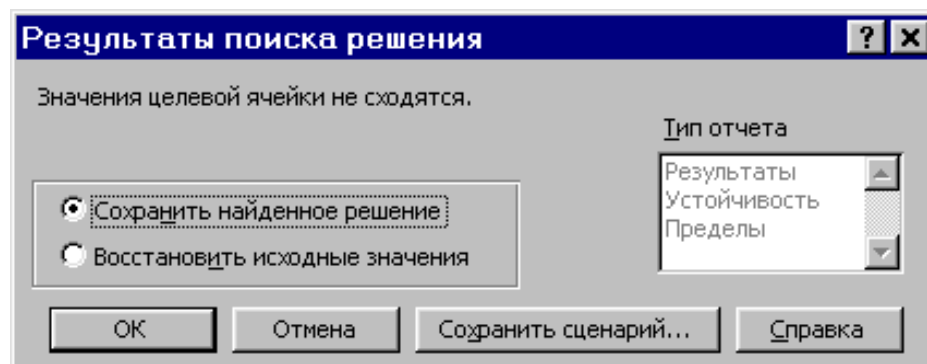 Результаты поиска решения
Значения целевой ячейки не сходятся.
Тип отчета
Результаты
Устойчивость
Пределы
Сохранить найденное решение
Восстановить исходные значения
ОК Отмена Сохранить сценарий... Справка